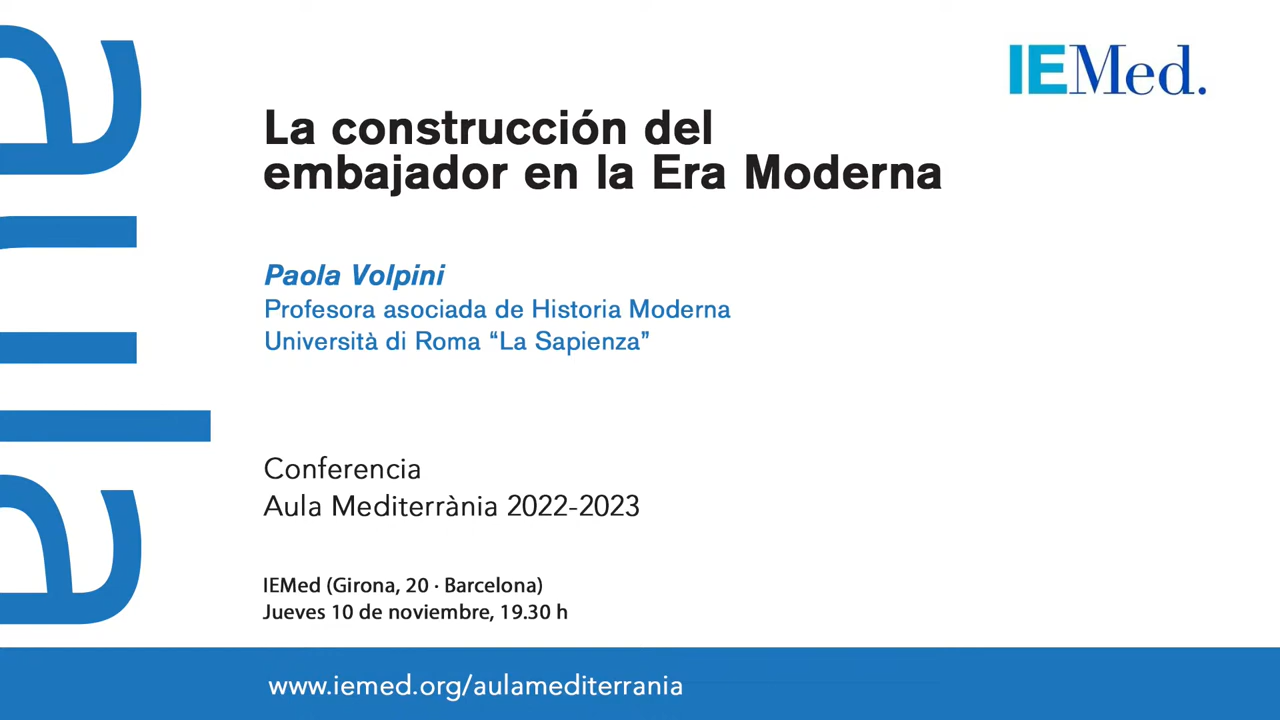 aula
IEMed.
La construcción del
embajador en la Era Moderna
Paola Volpini
Profesora asociada de Historia Moderna
Università di Roma “La Sapienza”
Conferencia
Aula Mediterrània 2022-2023
IEMed (Girona, 20 · Barcelona)
Jueves 10 de noviembre, 19.30 h
www.iemed.org/aulamediterrania